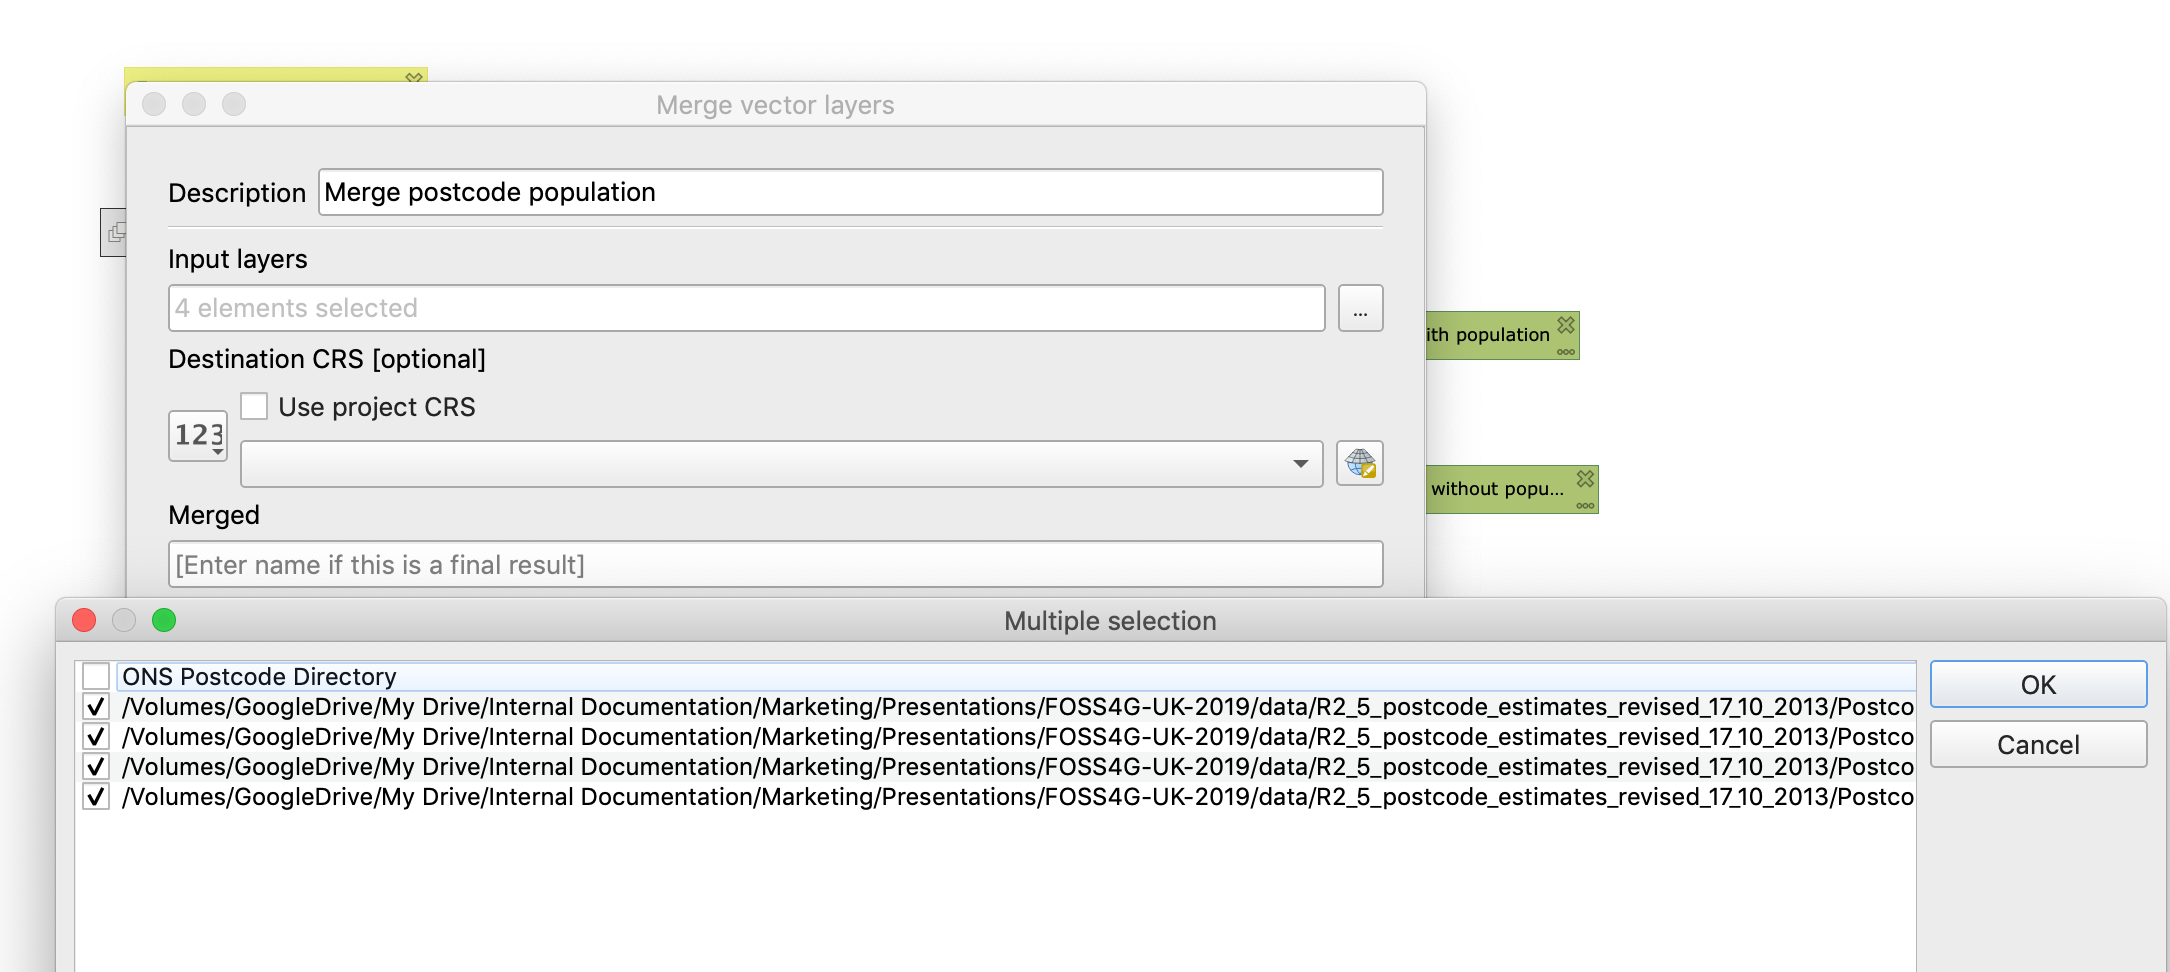 Merge vector layers
Description Merge postcode population
Input layers
4 elements selected ...
ith population
Destination CRS [optional]
Use project CRS
123
without popu...
Merged
[Enter name if this is a final result]
Multiple selection
ONS Postcode Directory
/Volumes/GoogleDrive/My Drive/Internal Documentation/Marketing/Presentations/FOSS4G-UK-2019/data/R2_5_postcode_estimates_revised_17_10_2013/Postco
/Volumes/GoogleDrive/My Drive/Internal Documentation/Marketing/Presentations/FOSS4G-UK-2019/data/R2_5_postcode_estimates_revised_17_10_2013/Postco
/Volumes/GoogleDrive/My Drive/Internal Documentation/Marketing/Presentations/FOSS4G-UK-2019/data/R2_5_postcode_estimates_revised_17_10_2013/Postco
/Volumes/GoogleDrive/My Drive/Internal Documentation/Marketing/Presentations/FOSS4G-UK-2019/data/R2_5_postcode_estimates_revised_17_10_2013/Postco
OK
Cancel